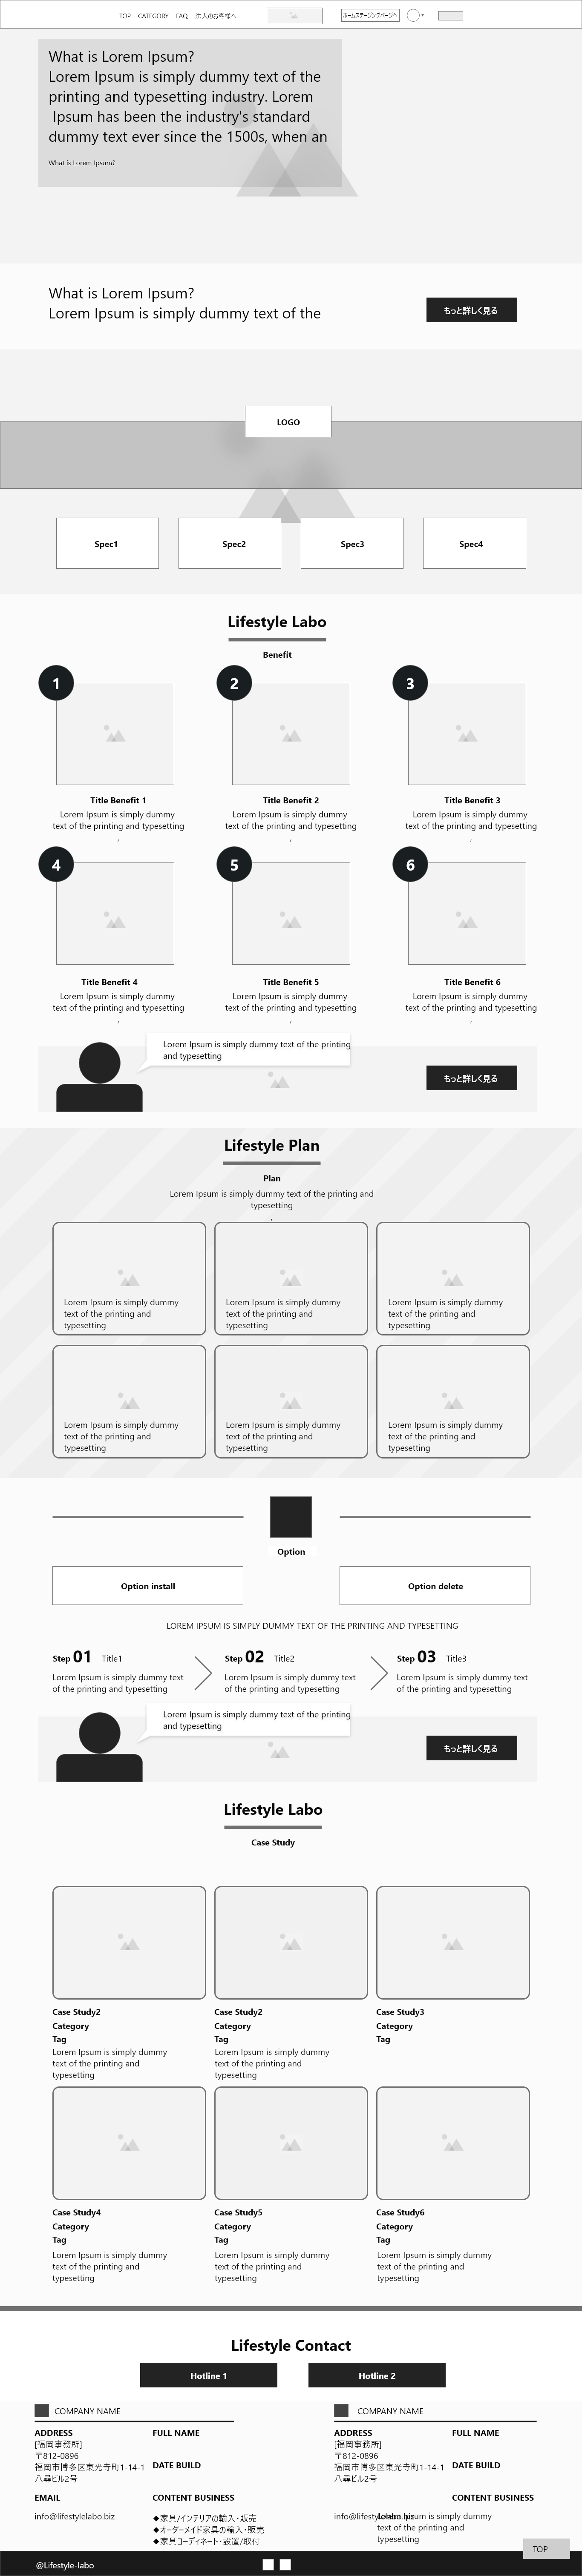 TOP CATEGORY FAQ 法人のお客様へ ホームステージングページへ
What is Lorem Ipsum?
Lorem Ipsum is simply dummy text of the
printing and typesetting industry. Lorem
Ipsum has been the industry's standard
dummy text ever since the 1500s, when an
What is Lorem Ipsum?
What is Lorem Ipsum?
Lorem Ipsum is simply dummy text of the
もっと詳しく見る
LOGO
Spec1 Spec2 Spec3 Spec4
Lifestyle Labo
Benefit
1 2 3
Title Benefit 1 Title Benefit 2 Title Benefit 3
Lorem Ipsum is simply dummy Lorem Ipsum is simply dummy Lorem Ipsum is simply dummy
text of the printing and typesetting text of the printing and typesetting text of the printing and typesetting
, , ,
4 5 6
Title Benefit 4 Title Benefit 5 Title Benefit 6
Lorem Ipsum is simply dummy Lorem Ipsum is simply dummy Lorem Ipsum is simply dummy
text of the printing and typesetting text of the printing and typesetting text of the printing and typesetting
, , ,
Lorem Ipsum is simply dummy text of the printing
and typesetting
もっと詳しく見る
Lifestyle Plan
Plan
Lorem Ipsum is simply dummy text of the printing and
typesetting
,
Lorem Ipsum is simply dummy Lorem Ipsum is simply dummy Lorem Ipsum is simply dummy
text of the printing and text of the printing and text of the printing and
typesetting typesetting typesetting
Lorem Ipsum is simply dummy Lorem Ipsum is simply dummy Lorem Ipsum is simply dummy
text of the printing and text of the printing and text of the printing and
typesetting typesetting typesetting
Option
Option install Option delete
LOREM IPSUM IS SIMPLY DUMMY TEXT OF THE PRINTING AND TYPESETTING
Step 01 Title1 Step 02 Title2 Step 03 Title3
Lorem Ipsum is simply dummy text Lorem Ipsum is simply dummy text Lorem Ipsum is simply dummy text
of the printing and typesetting of the printing and typesetting of the printing and typesetting
Lorem Ipsum is simply dummy text of the printing
and typesetting
もっと詳しく見る
Lifestyle Labo
Case Study
Case Study2 Case Study2 Case Study3
Category Category Category
Tag Tag Tag
Lorem Ipsum is simply dummy Lorem Ipsum is simply dummy
text of the printing and text of the printing and
typesetting typesetting
Case Study4 Case Study5 Case Study6
Category Category Category
Tag Tag Tag
Lorem Ipsum is simply dummy Lorem Ipsum is simply dummy Lorem Ipsum is simply dummy
text of the printing and text of the printing and text of the printing and
typesetting typesetting typesetting
Lifestyle Contact
Hotline 1 Hotline 2
COMPANY NAME
ADDRESS FULL NAME
[福岡事務所]
〒812-0896
福岡市博多区東光寺町1-14-1 DATE BUILD
八尋ビル2号
EMAIL CONTENT BUSINESS
info@lifestylelabo.biz ◆家具/インテリアの輸入・販売
◆オーダーメイド家具の輸入・販売
◆家具コーディネート・設置/取付
COMPANY NAME
ADDRESS FULL NAME
[福岡事務所]
〒812-0896
福岡市博多区東光寺町1-14-1 DATE BUILD
八尋ビル2号
EMAIL CONTENT BUSINESS
info@lifestylelabo.biz Lorem Ipsum is simply dummy
text of the printing and
typesetting
TOP
@Lifestyle-labo